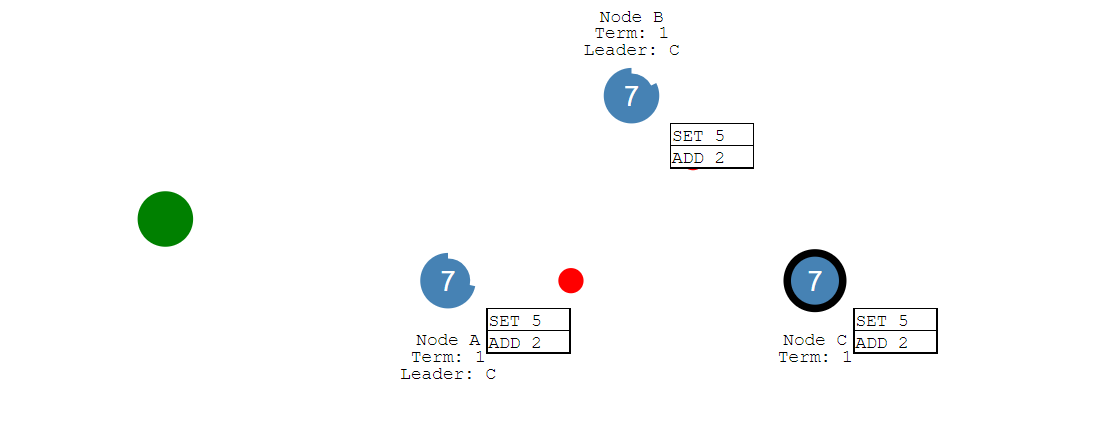 Node B
Term: 1
Leader: C
7
SET 5
ADD 2
7
SET 5
ADD 2
Node A
Term: 1
Leader: C
7
SET 5
ADD 2
Node C
Term: 1